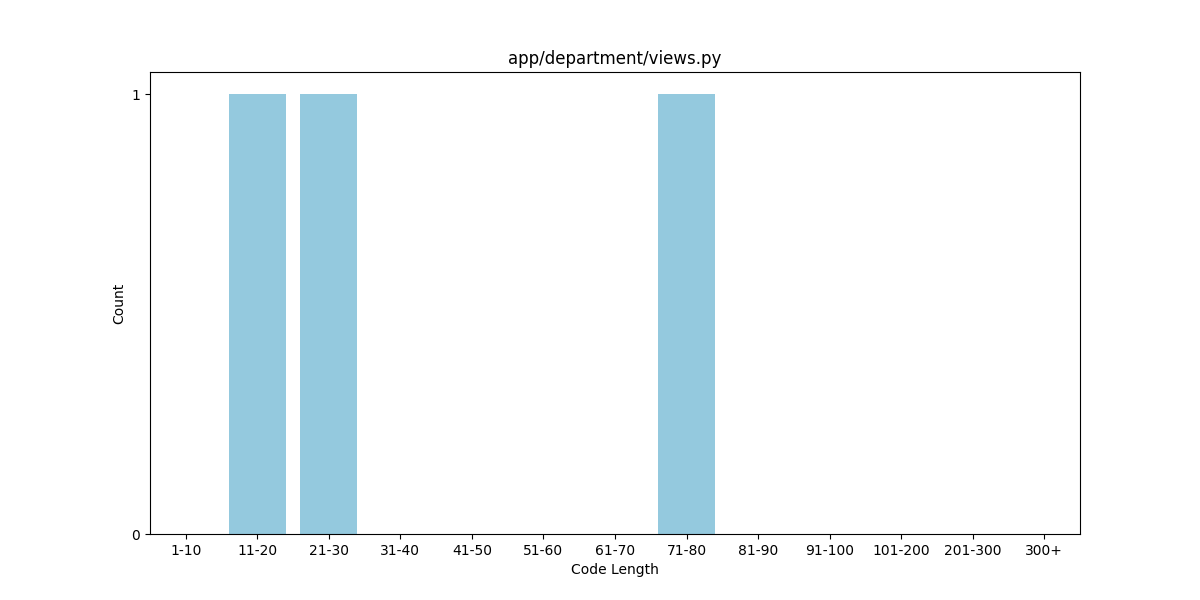 app/department/views.py
1
0
Count
1-10 11-20 21-30 31-40 41-50 51-60 61-70 71-80 81-90 91-100 101-200 201-300 300+
Code Length